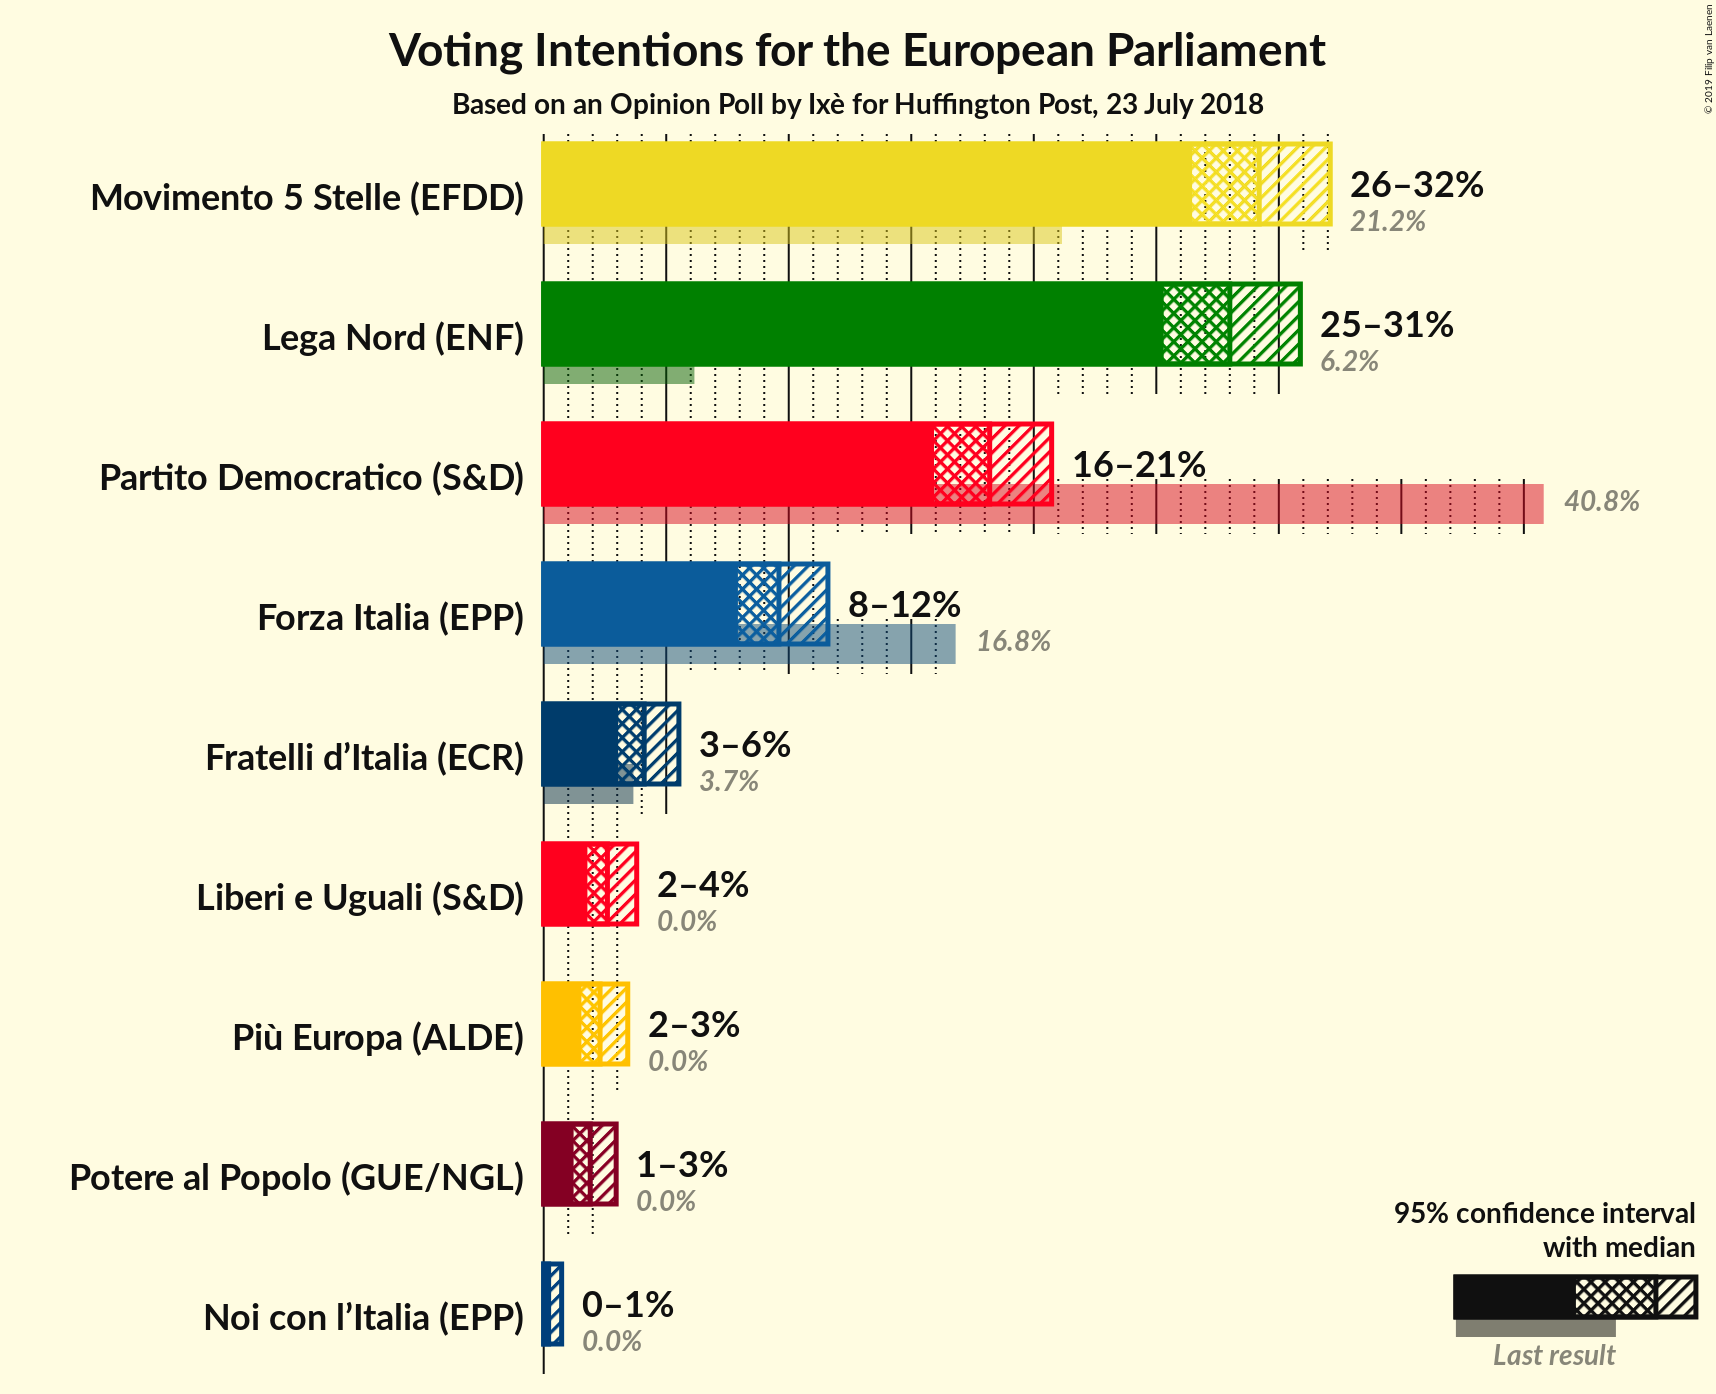 Voting Intentions for the European Parliament
Based on an Opinion Poll by Ixè for Huffington Post, 23 July 2018
© 2019 Filip van Laenen
Movimento 5 Stelle (EFDD)
26–32%
21.2%
Lega Nord (ENF)
25–31%
6.2%
Partito Democratico (S&D)
16–21%
40.8%
Forza Italia (EPP)
8–12%
16.8%
Fratelli d’Italia (ECR)
3–6%
3.7%
Liberi e Uguali (S&D)
2–4%
0.0%
Più Europa (ALDE)
2–3%
0.0%
Potere al Popolo (GUE/NGL)
1–3%
0.0%
Noi con l’Italia (EPP)
0–1%
0.0%
95% confidence interval
with median
Last result